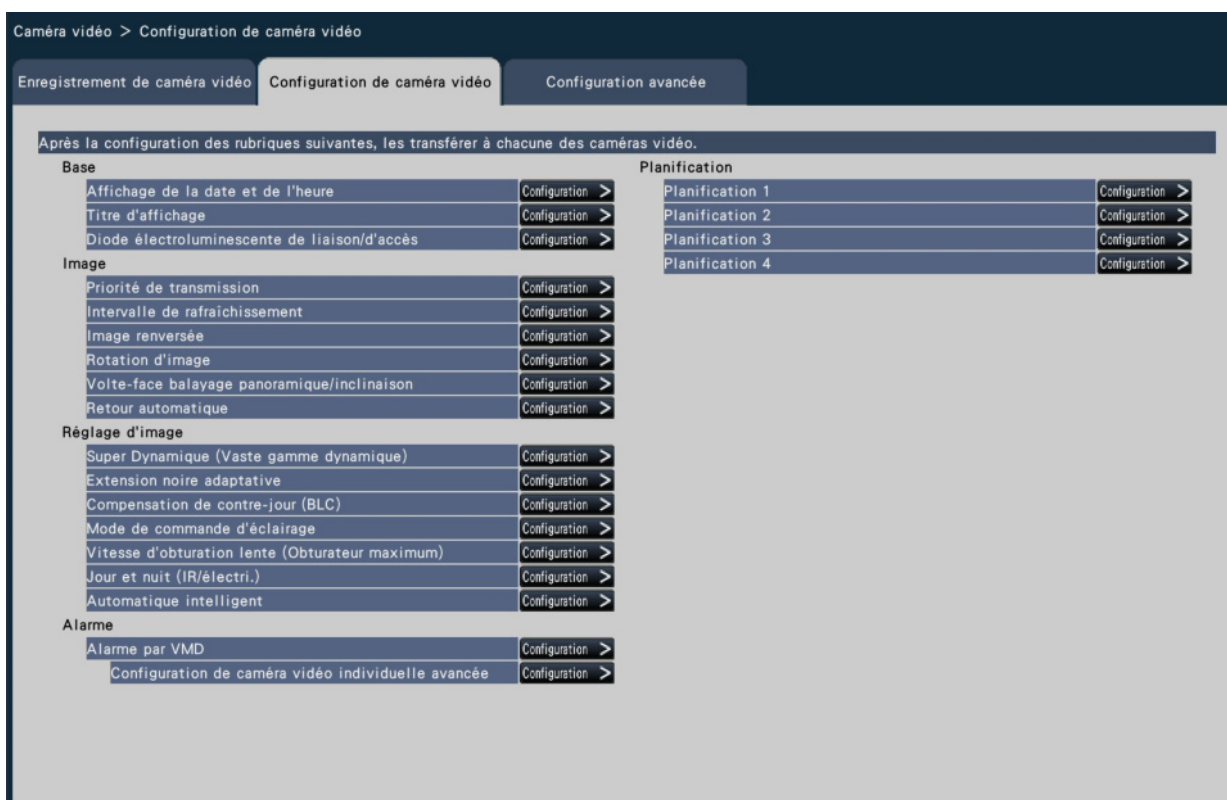 Caméra vidéo > Configuration de caméra vidéo
Enregistrement de caméra vidéo Configuration de caméra vidéo Configuration avancée
Après la configuration des rubriques suivantes, les transférer à chacune des caméras vidéo.
Base
Affichage de la date et de l'heure Configuration >
Titre d'affichage Configuration >
Diode électroluminescente de liaison/d'accès Configuration >
Image
Priorité de transmission Configuration >
Intervalle de rafraîchissement Configuration >
Image renversée Configuration >
Rotation d'image Configuration >
Volte-face balayage panoramique/inclinaison Configuration >
Retour automatique Configuration >
Réglage d'image
Super Dynamique (Vaste gamme dynamique) Configuration >
Extension noire adaptative Configuration >
Compensation de contre-jour (BLC) Configuration >
Mode de commande d'éclairage Configuration >
Vitesse d'obturation lente (Obturateur maximum) Configuration >
Jour et nuit (IR/électri.) Configuration >
Automatique intelligent Configuration >
Alarme
Alarme par VMD Configuration >
Configuration de caméra vidéo individuelle avancée Configuration >
Planification
Planification 1 Configuration >
Planification 2 Configuration >
Planification 3 Configuration >
Planification 4 Configuration >